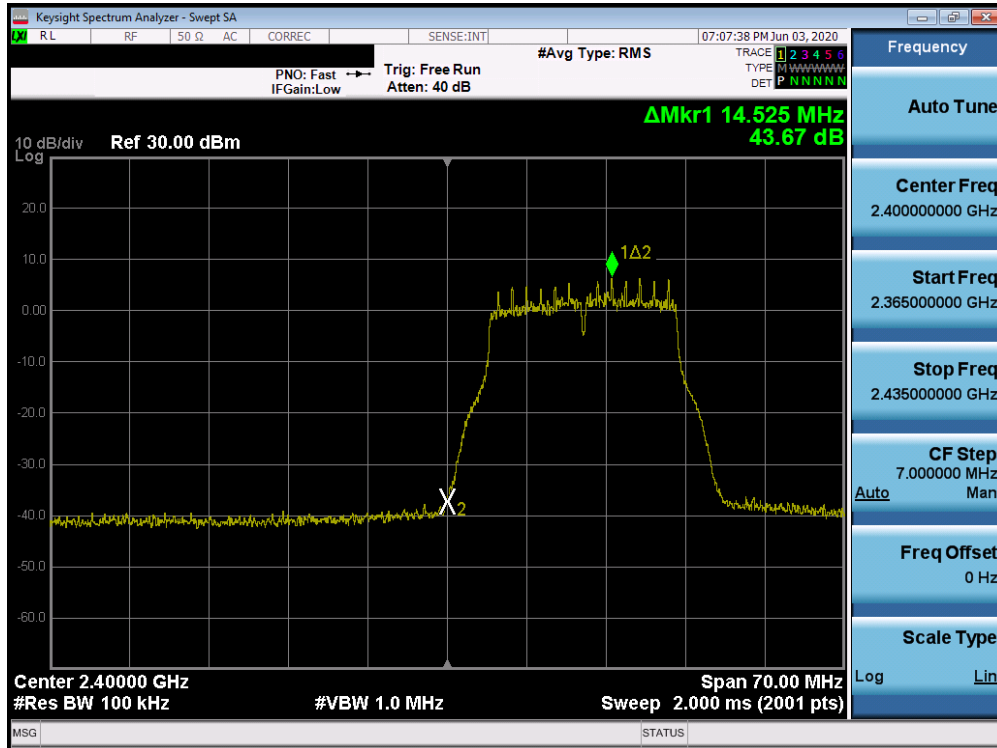 Keysight Spectrum Analyzer - Swept SA
LXI RL RF 50 Ω AC CORREC SENSE:INT 07:07:38 PM Jun 03, 2020
Frequency
#Avg Type: RMS
TRACE 1 2 3 4 5 6
PNO: Fast Trig: Free Run
TYPE M WWWWW
IFGain:Low Atten: 40 dB
DET P N N N N N
Auto Tune
ΔMkr1 14.525 MHz
43.67 dB
10 dB/div Ref 30.00 dBm
Log
Center Freq
2.400000000 GHz
20.0
10.0
0.00
-10.0
-20.0
-30.0
-40.0
-50.0
-60.0
1Δ2
X2
Start Freq
2.365000000 GHz
Stop Freq
2.435000000 GHz
CF Step
7.000000 MHz
Auto Man
Freq Offset
0 Hz
Scale Type
Log Lin
Center 2.40000 GHz Span 70.00 MHz
#Res BW 100 kHz #VBW 1.0 MHz Sweep 2.000 ms (2001 pts)
MSG STATUS